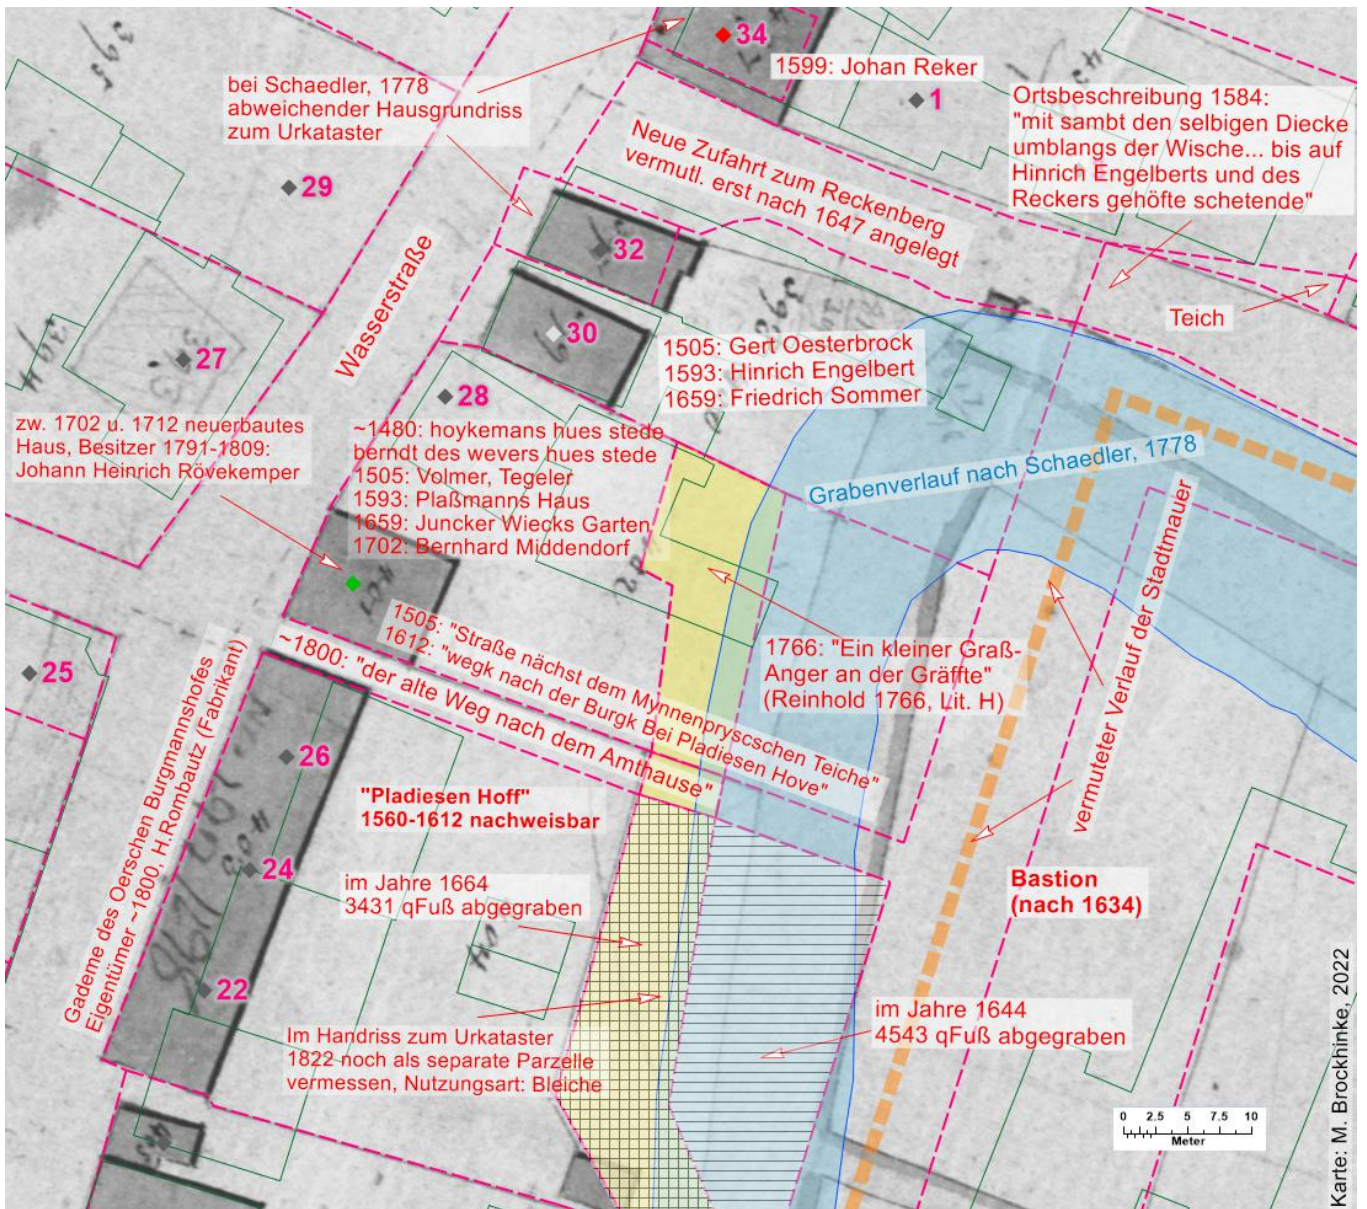 34
1599: Johan Reker
1
bei Schaedler, 1778
abweichender Hausgrundriss
zum Urkataster
Ortsbeschreibung 1584:
"mit sambt den selbigen Diecke
umblangs der Wische... bis auf
Hinrich Engelberts und des
Reckers gehöfte schetende"
Neue Zufahrt zum Reckenberg
vermutl. erst nach 1647 angelegt
29
32
Wasserstraße
Teich
30
1505: Gert Oesterbrock
1593: Hinrich Engelbert
1659: Friedrich Sommer
27
28
zw. 1702 u. 1712 neuerbautes
Haus, Besitzer 1791-1809:
Johann Heinrich Rövekemper
~1480: hoykemans hues stede
berndt des wevers hues stede
1505: Volmer, Tegeler
1593: Plaßmanns Haus
1659: Juncker Wiecks Garten
1702: Bernhard Middendorf
Grabenverlauf nach Schaedler, 1778
vermuteter Verlauf der Stadtmauer
1505: "Straße nächst dem Mynnenpryscschen Teiche"
1612: "wegk nach der Burgk Bei Pladiesen Hove"
~1800: "der alte Weg nach dem Amthause"
1766: "Ein kleiner Graß-
Anger an der Gräffte"
(Reinhold 1766, Lit. H)
25
26
Gademe des Oerschen Burgmannshofes
Eigentümer ~1800, H.Rombautz (Fabrikant)
"Pladiesen Hoff"
1560-1612 nachweisbar
24
im Jahre 1664
3431 qFuß abgegraben
Bastion
(nach 1634)
22
im Jahre 1644
4543 qFuß abgegraben
Im Handriss zum Urkataster
1822 noch als separate Parzelle
vermessen, Nutzungsart: Bleiche
0 2.5 5 7.5 10
Meter
Karte: M. Brockhinke, 2022